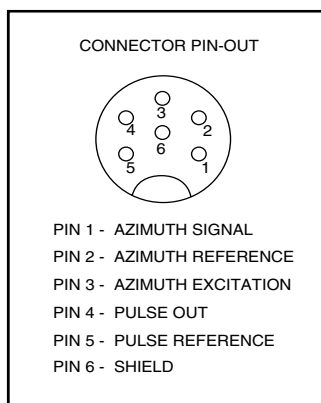 CONNECTOR PIN-OUT
3
4 2
6
5 1
PIN 1 - AZIMUTH SIGNAL
PIN 2 - AZIMUTH REFERENCE
PIN 3 - AZIMUTH EXCITATION
PIN 4 - PULSE OUT
PIN 5 - PULSE REFERENCE
PIN 6 - SHIELD